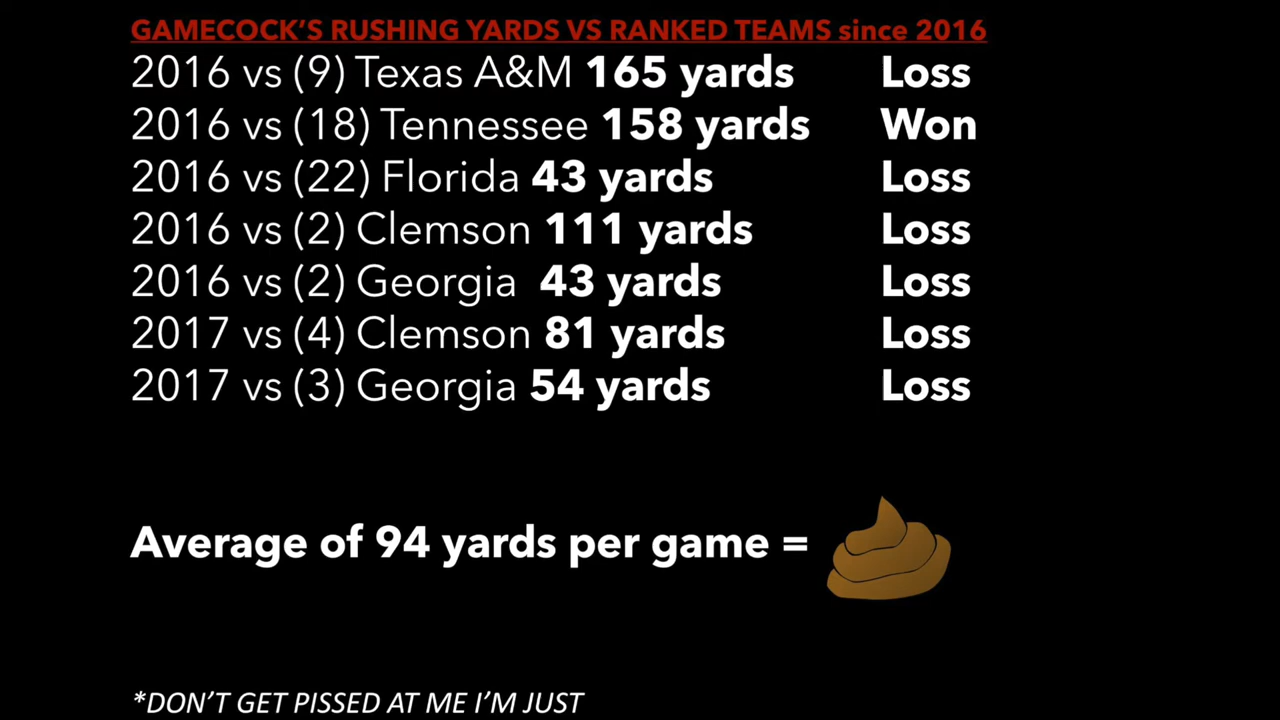 GAMECOCK'S RUSHING YARDS VS RANKED TEAMS since 2016
2016 vs (9) Texas A&M 165 yards Loss
2016 vs (18) Tennessee 158 yards Won
2016 vs (22) Florida 43 yards Loss
2016 vs (2) Clemson 111 yards Loss
2016 vs (2) Georgia 43 yards Loss
2017 vs (4) Clemson 81 yards Loss
2017 vs (3) Georgia 54 yards Loss
Average of 94 yards per game =
*DON'T GET PISSED AT ME I'M JUST